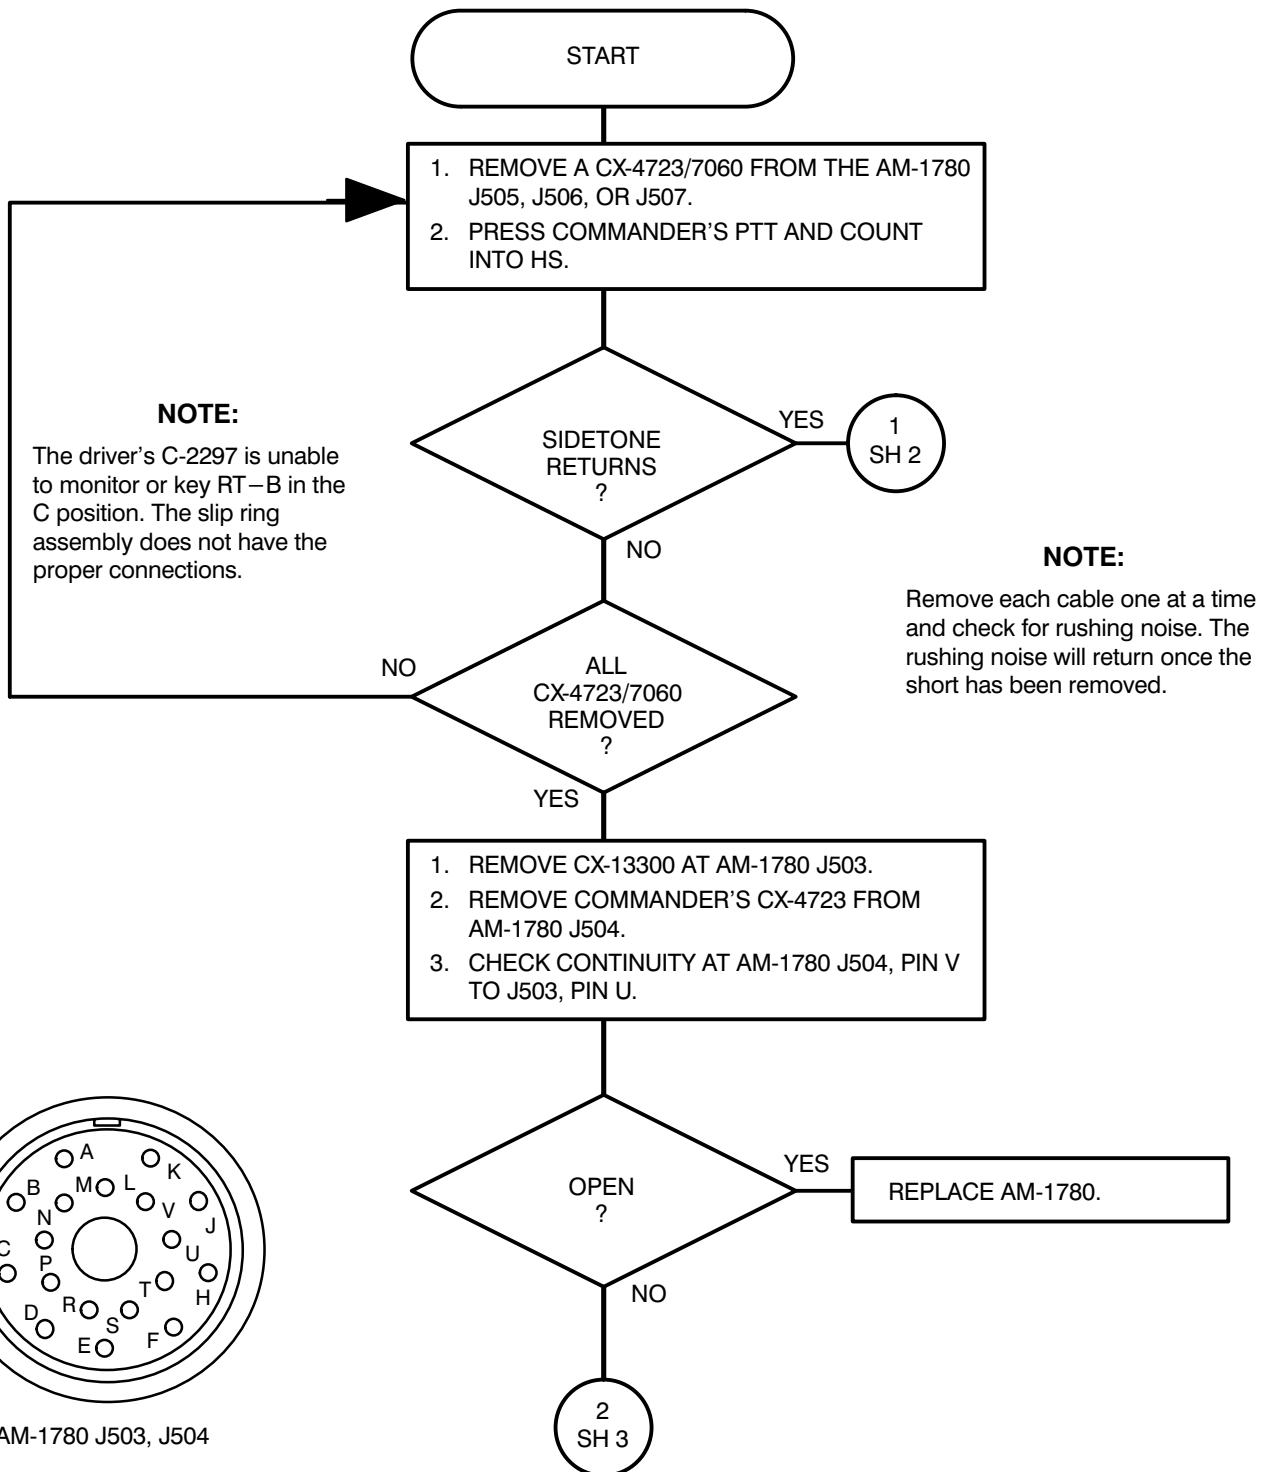 START
1. REMOVE A CX-4723/7060 FROM THE AM-1780
J505, J506, OR J507.
2. PRESS COMMANDER'S PTT AND COUNT
INTO HS.
NOTE:
The driver's C-2297 is unable
to monitor or key RT−B in the
C position. The slip ring
assembly does not have the
proper connections.
SIDETONE
RETURNS
?
YES
1
SH 2
NO
NOTE:
Remove each cable one at a time
and check for rushing noise. The
rushing noise will return once the
short has been removed.
NO
ALL
CX-4723/7060
REMOVED
?
YES
1. REMOVE CX-13300 AT AM-1780 J503.
2. REMOVE COMMANDER'S CX-4723 FROM
AM-1780 J504.
3. CHECK CONTINUITY AT AM-1780 J504, PIN V
TO J503, PIN U.
OPEN
?
YES
REPLACE AM-1780.
NO
2
SH 3
A
K
B
M
L
V
J
N
C
P
U
T
H
D
R
S
F
E
AM-1780 J503, J504